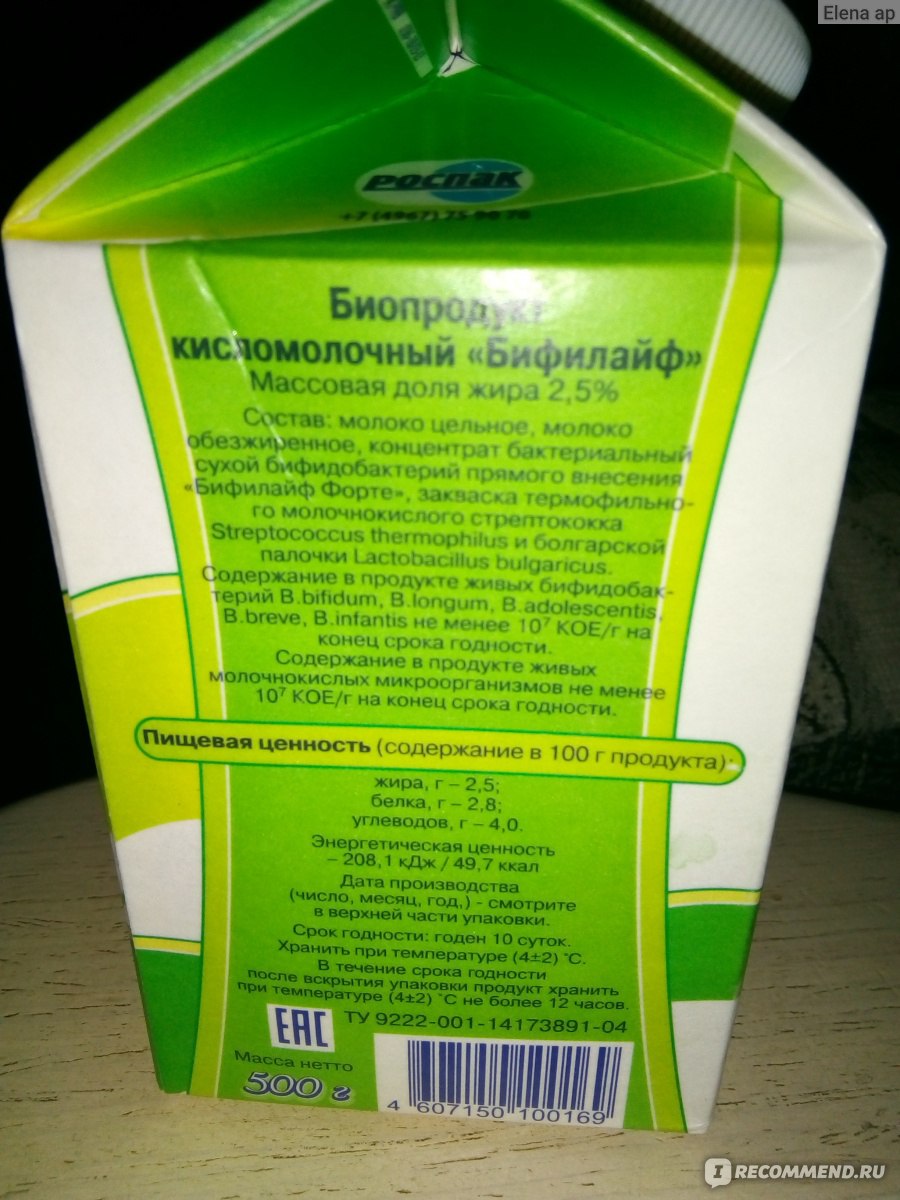 Elena ap
РОСПАК
Биопродукт
кисломолочный «Бифилайф»
Массовая доля жира 2,5%
Состав: молоко цельное, молоко
обезжиренное, концентрат бактериальный
сухой бифидобактерий прямого внесения
«Бифилайф Форте», закваска термофильно-
го молочнокислого стрептококка
Streptococcus thermophilus и болгарской
палочки Lactobacillus bulgaricus.
Содержание в продукте живых бифидобак-
терий B.bifidum, B.longum, B.adolescentis,
B.breve, B.infantis не менее 10⁷ КОЕ/г на
конец срока годности.
Содержание в продукте живых
молочнокислых микроорганизмов не менее
10⁷ КОЕ/г на конец срока годности.
Пищевая ценность (содержание в 100 г продукта):
жира, г – 2,5;
белка, г – 2,8;
углеводов, г – 4,0.
Энергетическая ценность
– 208,1 кДж / 49,7 ккал
Дата производства
(число, месяц, год,) - смотрите
в верхней части упаковки.
Срок годности: годен 10 суток.
Хранить при температуре (4±2) °С.
В течение срока годности
после вскрытия упаковки продукт хранить
при температуре (4±2) °С не более 12 часов.
ЕАС ТУ 9222-001-14173891-04
Масса нетто
500 г
4 607150 100169
IRECOMMEND.RU